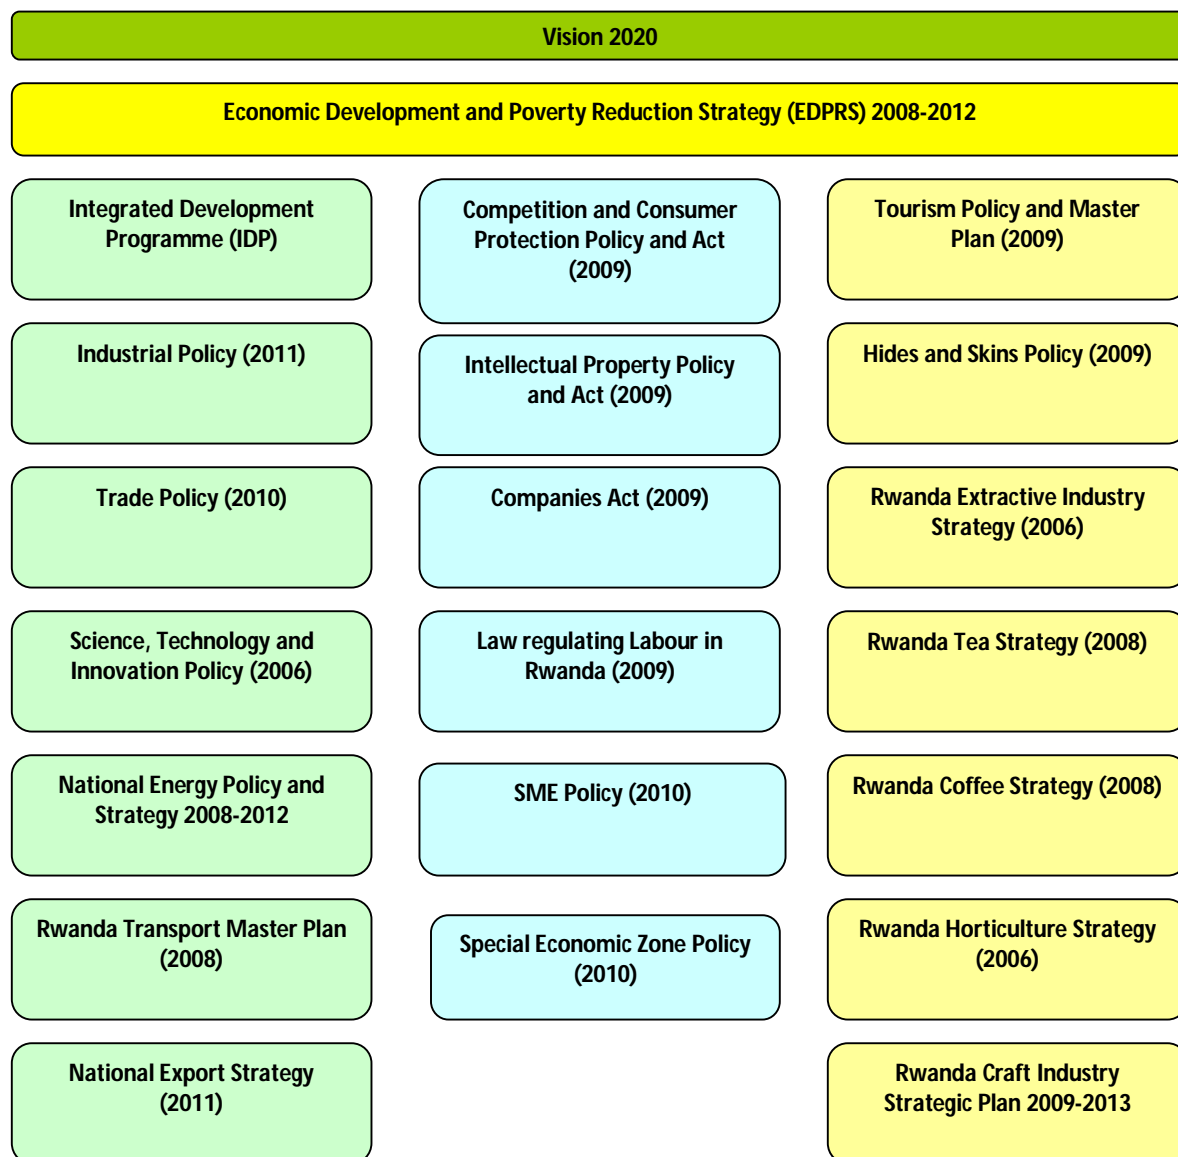 Vision 2020
Economic Development and Poverty Reduction Strategy (EDPRS) 2008-2012
Integrated Development
Programme (IDP)
Competition and Consumer
Protection Policy and Act
(2009)
Tourism Policy and Master
Plan (2009)
Industrial Policy (2011)
Intellectual Property Policy
and Act (2009)
Hides and Skins Policy (2009)
Trade Policy (2010)
Companies Act (2009)
Rwanda Extractive Industry
Strategy (2006)
Science, Technology and
Innovation Policy (2006)
Law regulating Labour in
Rwanda (2009)
Rwanda Tea Strategy (2008)
National Energy Policy and
Strategy 2008-2012
SME Policy (2010)
Rwanda Coffee Strategy (2008)
Rwanda Transport Master Plan
(2008)
Special Economic Zone Policy
(2010)
Rwanda Horticulture Strategy
(2006)
National Export Strategy
(2011)
Rwanda Craft Industry
Strategic Plan 2009-2013